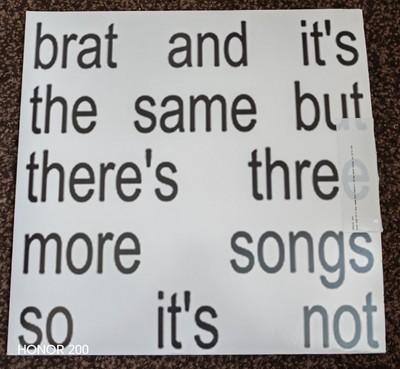 brat and it's
the same but
there's three
more songs
so it's not
HONOR 200